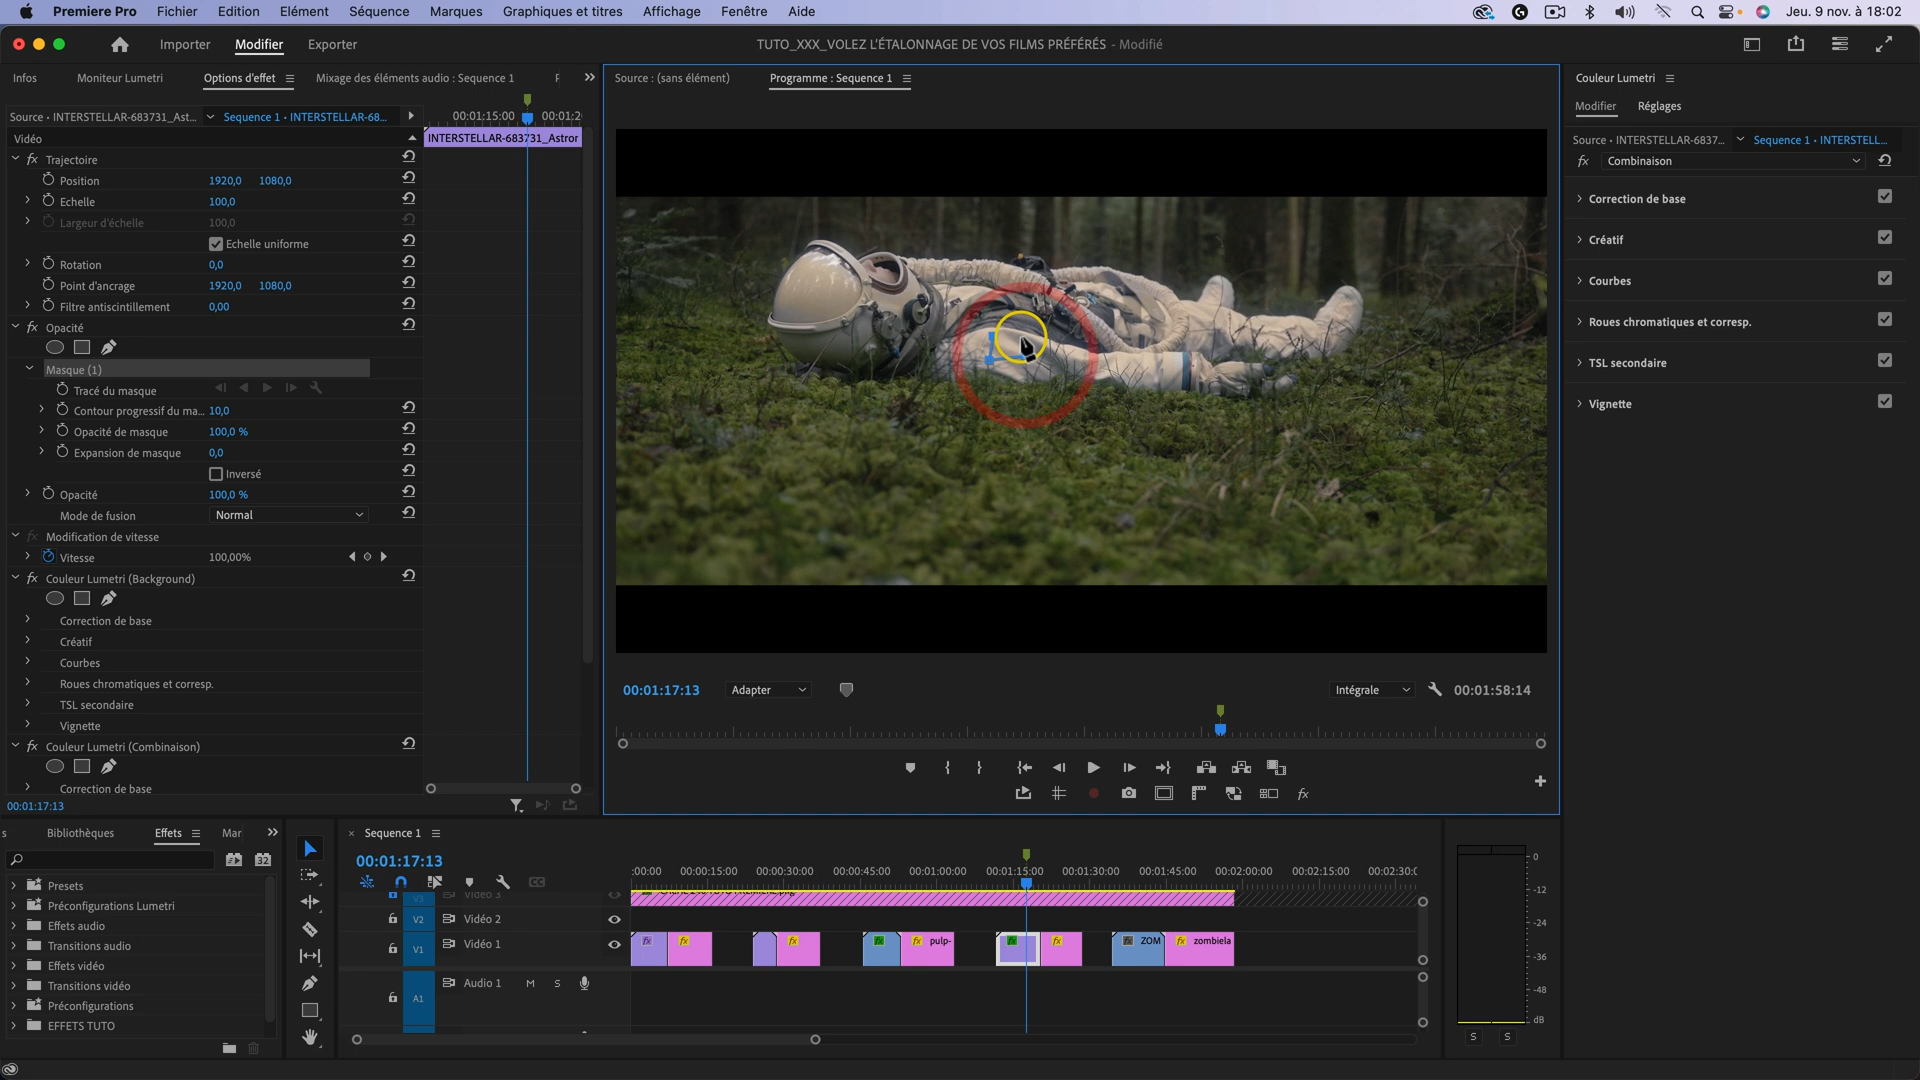 Premiere Pro Fichier Edition Elément Séquence Marques Graphiques et titres Affichage Fenêtre Aide Jeu. 9 nov. à 18:02
Importer Modifier Exporter TUTO_XXX_VOLEZ L'ÉTALONNAGE DE VOS FILMS PRÉFÉRÉS - Modifié
Infos Moniteur Lumetri Options d'effet Mixage des éléments audio : Sequence 1
Source : (sans élément) Programme : Sequence 1
Couleur Lumetri
Modifier Réglages
Source • INTERSTELLAR-683731_Ast... Sequence 1 • INTERSTELLAR-68...
00:01:15:00
INTERSTELLAR-683731_Astror
Vidéo
Trajectoire
Position 1920,0 1080,0
Echelle 100,0
Largeur d'échelle 100,0
Echelle uniforme
Rotation 0,0
Point d'ancrage 1920,0 1080,0
Filtre antiscintillement 0,00
Opacité
Masque (1)
Tracé du masque
Contour progressif du ma... 10,0
Opacité de masque 100,0 %
Expansion de masque 0,0
Inversé
Opacité 100,0 %
Mode de fusion Normal
Modification de vitesse
Vitesse 100,00%
Couleur Lumetri (Background)
Correction de base
Créatif
Courbes
Roues chromatiques et corresp.
TSL secondaire
Vignette
Couleur Lumetri (Combinaison)
Correction de base
00:01:17:13
Source • INTERSTELLAR-6837... Sequence 1 • INTERSTELL...
fx Combinaison
Correction de base
Créatif
Courbes
Roues chromatiques et corresp.
TSL secondaire
Vignette
00:01:17:13 Adapter Intégrale 00:01:58:14
s Bibliothèques Effets Mar
32
Presets
Préconfigurations Lumetri
Effets audio
Transitions audio
Effets vidéo
Transitions vidéo
Préconfigurations
EFFETS TUTO
× Sequence 1
00:01:17:13
:00:00 00:00:15:00 00:00:30:00 00:00:45:00 00:01:00:00 00:01:15:00 00:01:30:00 00:01:45:00 00:02:00:00 00:02:15:00 00:02:30:0
V3 Vidéo 3
V2 Vidéo 2
V1 Vidéo 1
fx fx fx fx fx pulp- fx fx fx ZOM fx zombiela
A1 Audio 1 M S
0
-12
-24
-36
-48
dB
S S